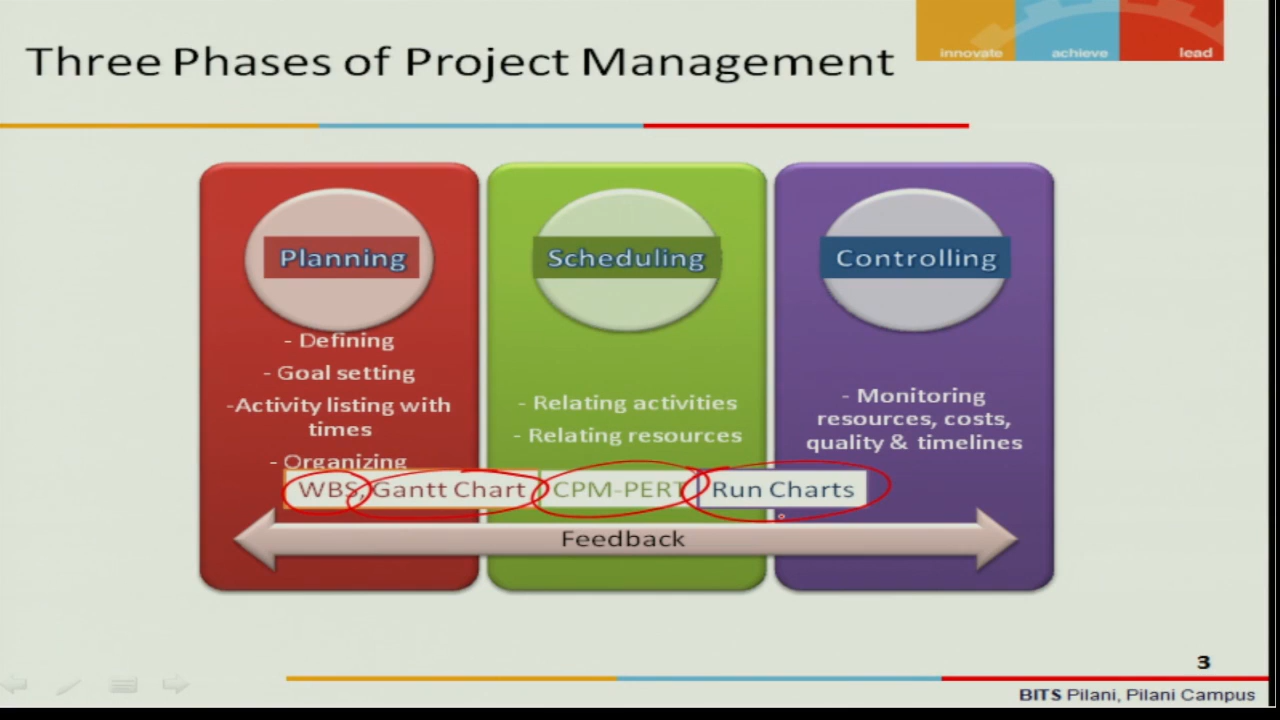 Three Phases of Project Management
innovate
achieve
lead
Planning
- Defining
- Goal setting
-Activity listing with
times
- Organizing
Scheduling
- Relating activities
- Relating resources
Controlling
- Monitoring
resources, costs,
quality & timelines
WBS, Gantt Chart
CPM-PERT
Run Charts
Feedback
3
BITS Pilani, Pilani Campus